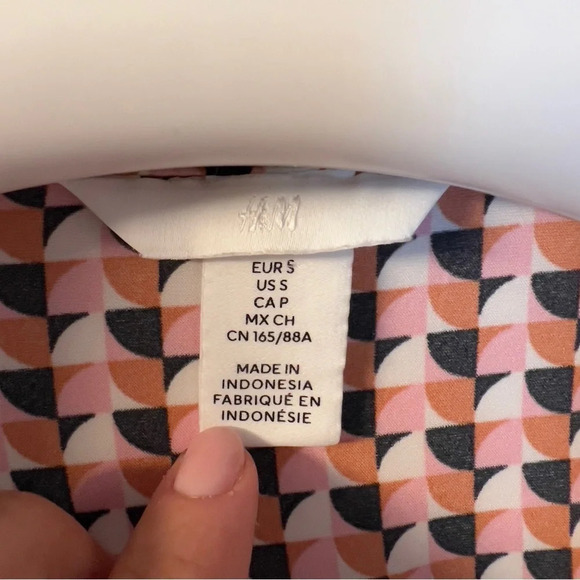 H&M
EUR S
US S
CA P
MX CH
CN 165/88A
MADE IN
INDONESIA
FABRIQUÉ EN
INDONÉSIE